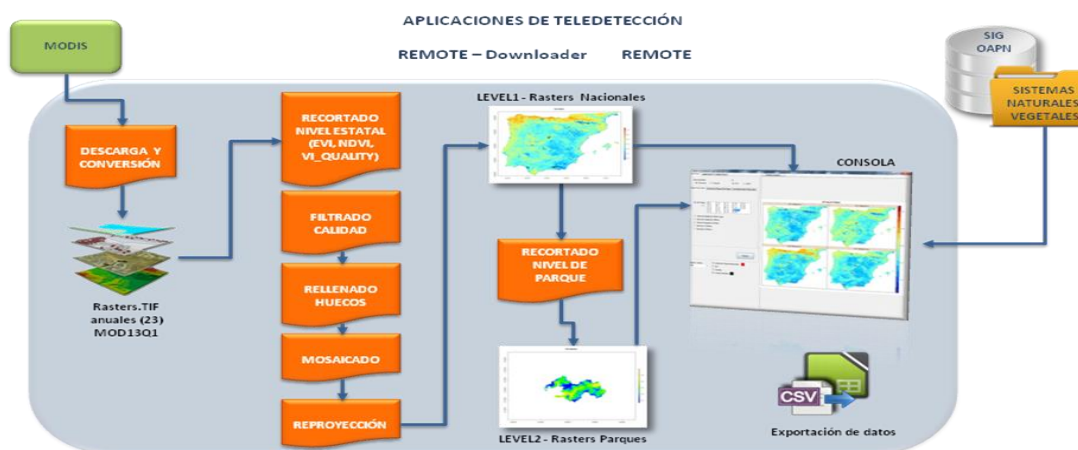 APLICACIONES DE TELEDETECCIÓN
REMOTE – Downloader REMOTE
MODIS
SIG
OAPN
SISTEMAS
NATURALES
VEGETALES
DESCARGA Y
CONVERSIÓN
Rasters.TIF
anuales (23)
MOD13Q1
RECORTADO
NIVEL ESTATAL
(EVI, NDVI,
VI_QUALITY)
FILTRADO
CALIDAD
RELLENADO
HUECOS
MOSAICADO
REPROYECCIÓN
LEVEL1 - Rasters Nacionales
RECORTADO
NIVEL DE
PARQUE
LEVEL2 - Rasters Parques
CONSOLA
CSV
Exportación de datos